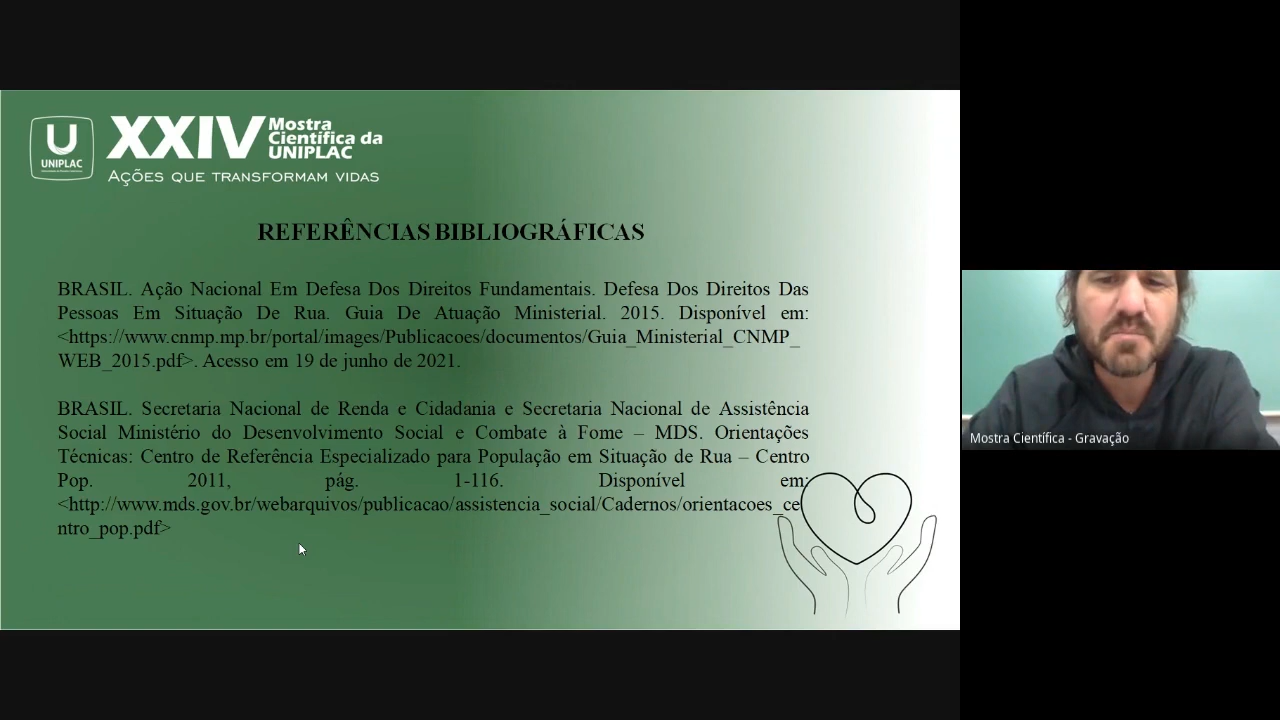 U
UNIPLAC
XXIV
Mostra
Científica da
UNIPLAC
AÇÕES QUE TRANSFORMAM VIDAS
REFERÊNCIAS BIBLIOGRÁFICAS
BRASIL. Ação Nacional Em Defesa Dos Direitos Fundamentais. Defesa Dos Direitos Das
Pessoas Em Situação De Rua. Guia De Atuação Ministerial. 2015. Disponível em:
<https://www.cnmp.mp.br/portal/images/Publicacoes/documentos/Guia_Ministerial_CNMP_
WEB_2015.pdf>. Acesso em 19 de junho de 2021.
BRASIL. Secretaria Nacional de Renda e Cidadania e Secretaria Nacional de Assistência
Social Ministério do Desenvolvimento Social e Combate à Fome – MDS. Orientações
Técnicas: Centro de Referência Especializado para População em Situação de Rua – Centro
Pop. 2011, pág. 1-116. Disponível em:
<http://www.mds.gov.br/webarquivos/publicacao/assistencia_social/Cadernos/orientacoes_ce
ntro_pop.pdf>
Mostra Científica - Gravação